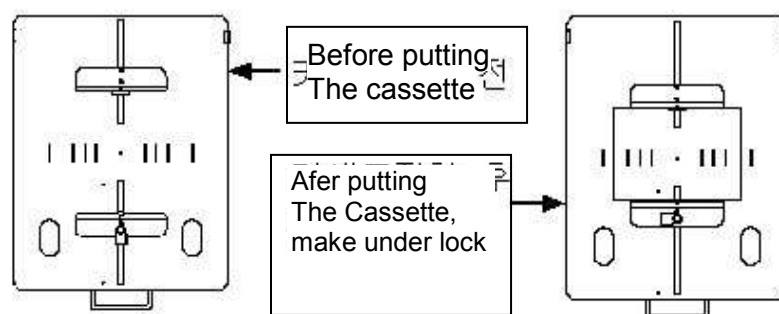 Before putting
The cassette
Afer putting
The Cassette,
make under lock